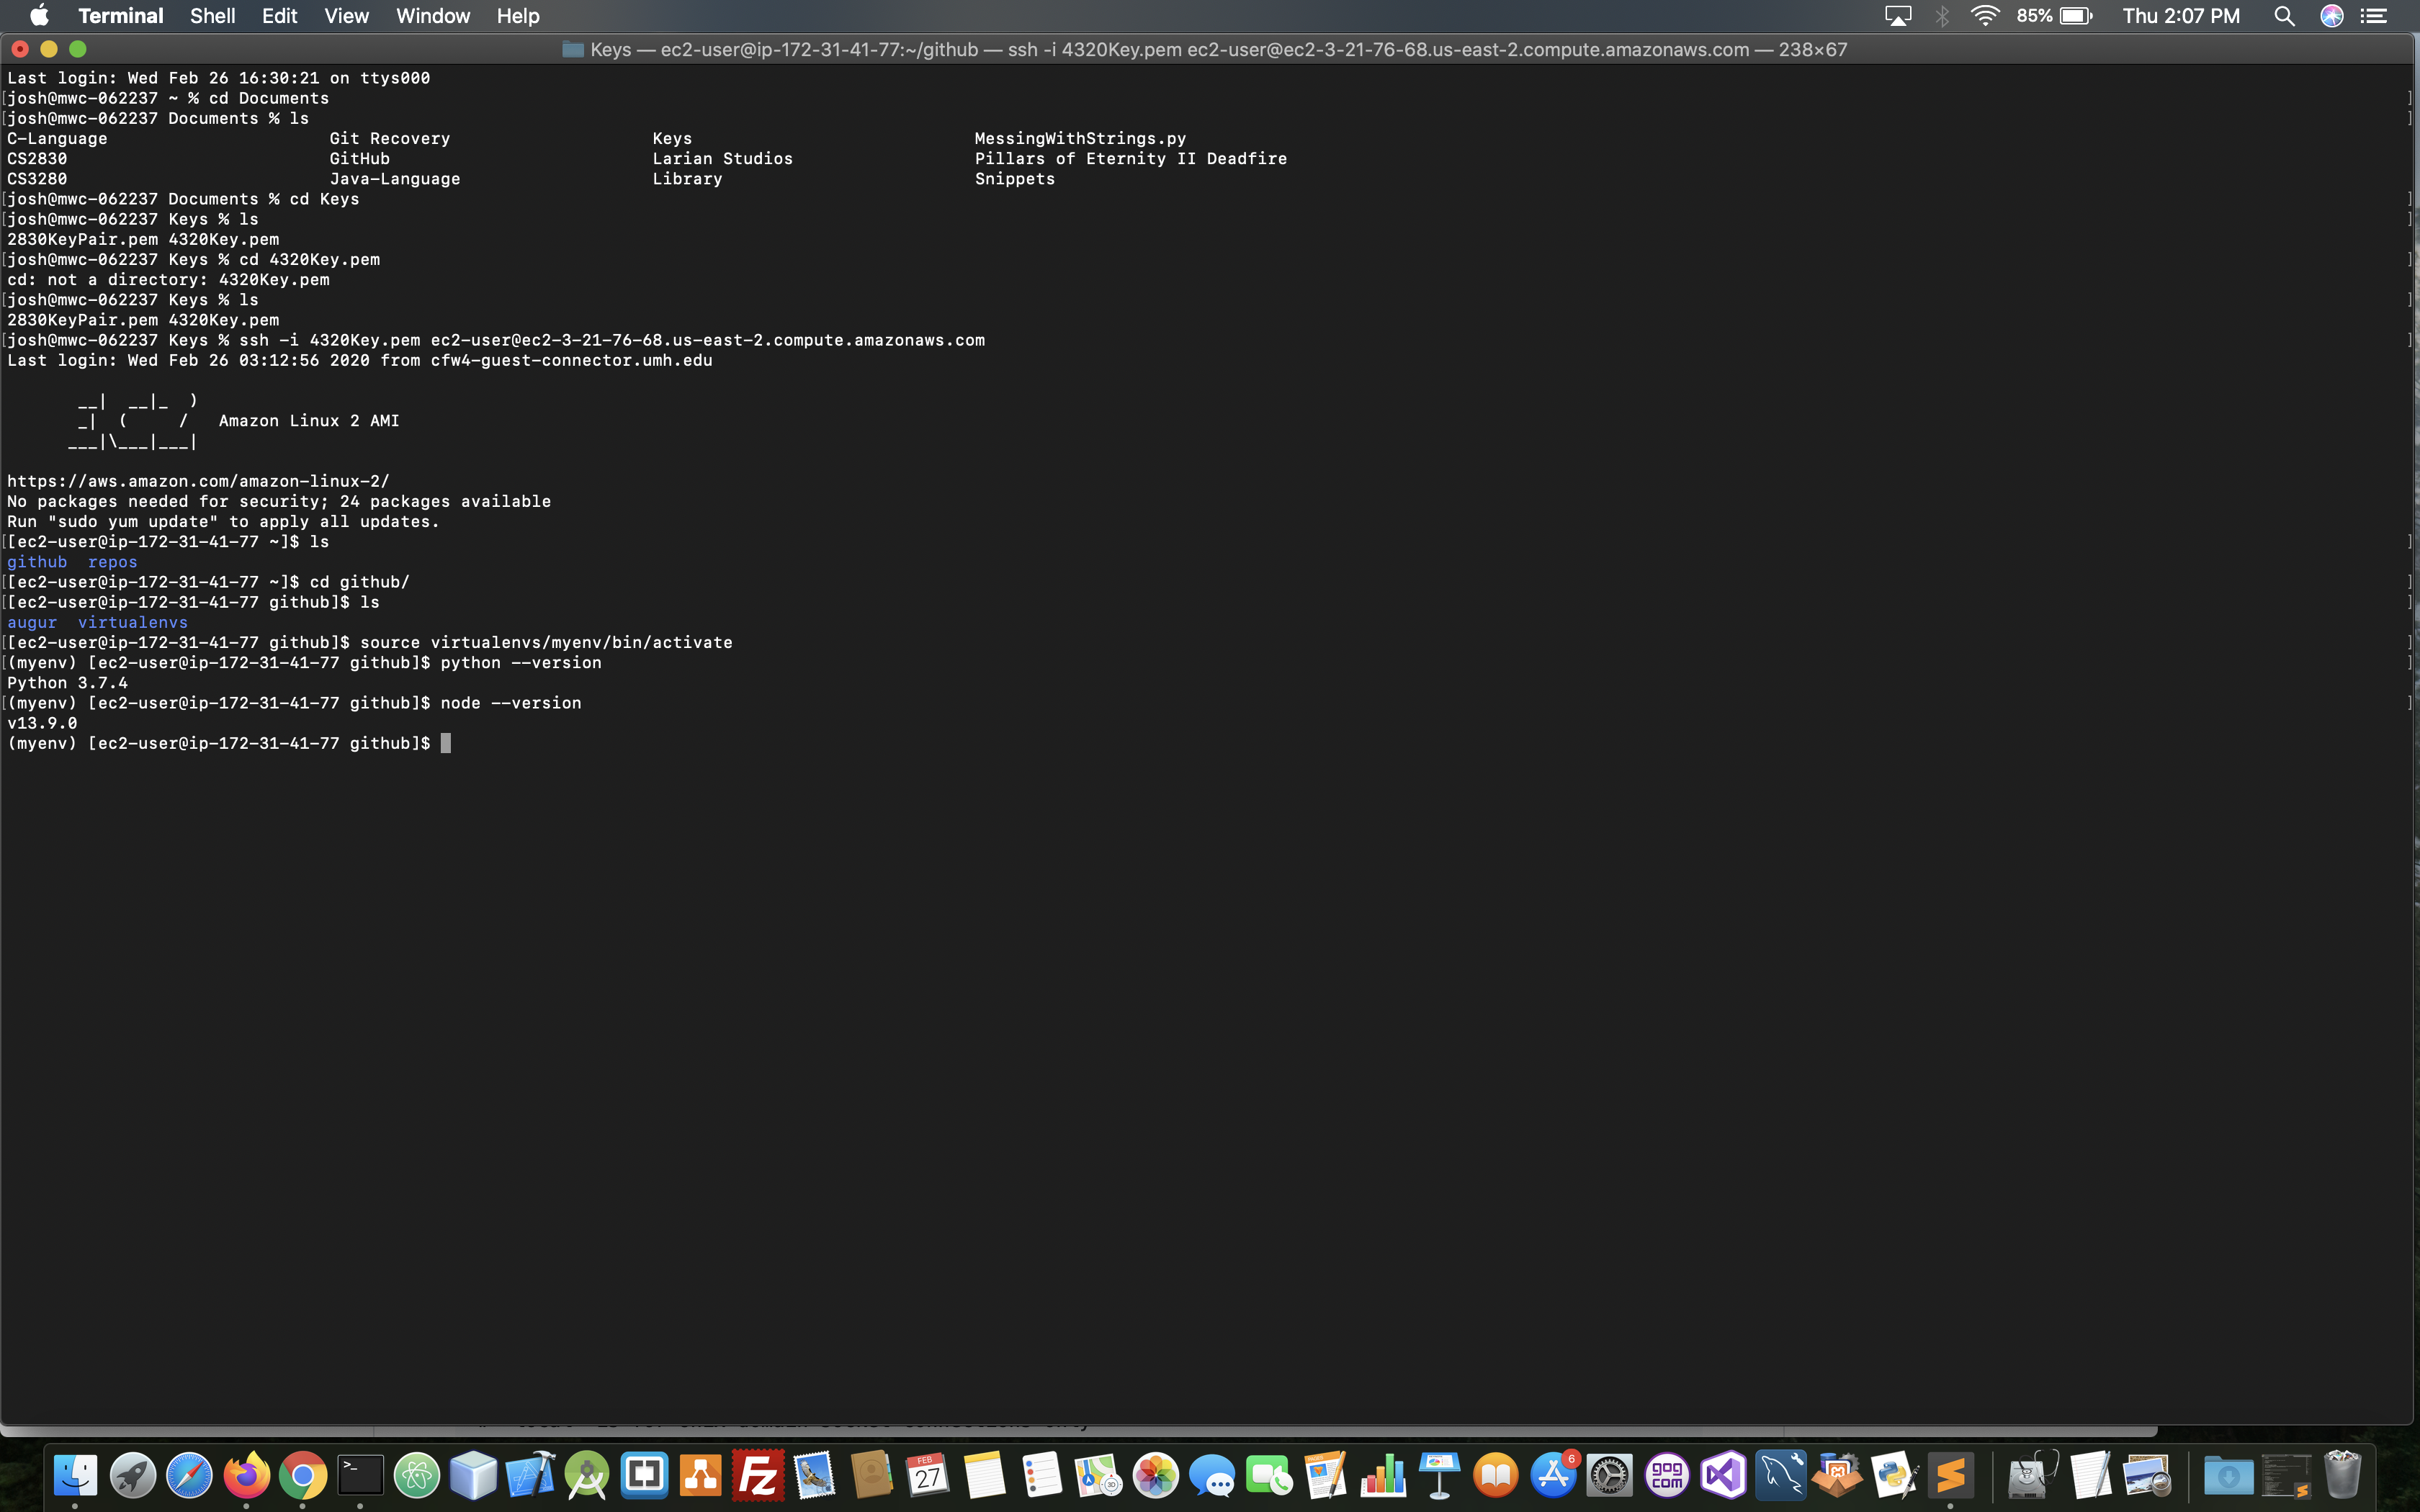 Terminal Shell Edit View Window Help 85% Thu 2:07 PM
Keys — ec2-user@ip-172-31-41-77:~/github — ssh -i 4320Key.pem ec2-user@ec2-3-21-76-68.us-east-2.compute.amazonaws.com — 238×67
Last login: Wed Feb 26 16:30:21 on ttys000
[josh@mwc-062237 ~ % cd Documents ]
[josh@mwc-062237 Documents % ls ]
C-Language Git Recovery Keys MessingWithStrings.py
CS2830 GitHub Larian Studios Pillars of Eternity II Deadfire
CS3280 Java-Language Library Snippets
[josh@mwc-062237 Documents % cd Keys ]
[josh@mwc-062237 Keys % ls ]
2830KeyPair.pem 4320Key.pem
[josh@mwc-062237 Keys % cd 4320Key.pem ]
cd: not a directory: 4320Key.pem
[josh@mwc-062237 Keys % ls ]
2830KeyPair.pem 4320Key.pem
[josh@mwc-062237 Keys % ssh -i 4320Key.pem ec2-user@ec2-3-21-76-68.us-east-2.compute.amazonaws.com ]
Last login: Wed Feb 26 03:12:56 2020 from cfw4-guest-connector.umh.edu
__|  __|_  )
_|  (     /   Amazon Linux 2 AMI
___|\___|___|
https://aws.amazon.com/amazon-linux-2/
No packages needed for security; 24 packages available
Run "sudo yum update" to apply all updates.
[[ec2-user@ip-172-31-41-77 ~]$ ls ]
github repos
[[ec2-user@ip-172-31-41-77 ~]$ cd github/ ]
[[ec2-user@ip-172-31-41-77 github]$ ls ]
augur virtualenvs
[[ec2-user@ip-172-31-41-77 github]$ source virtualenvs/myenv/bin/activate ]
[(myenv) [ec2-user@ip-172-31-41-77 github]$ python --version ]
Python 3.7.4
[(myenv) [ec2-user@ip-172-31-41-77 github]$ node --version ]
v13.9.0
(myenv) [ec2-user@ip-172-31-41-77 github]$
FEB
27
3D
6
GOG
COM